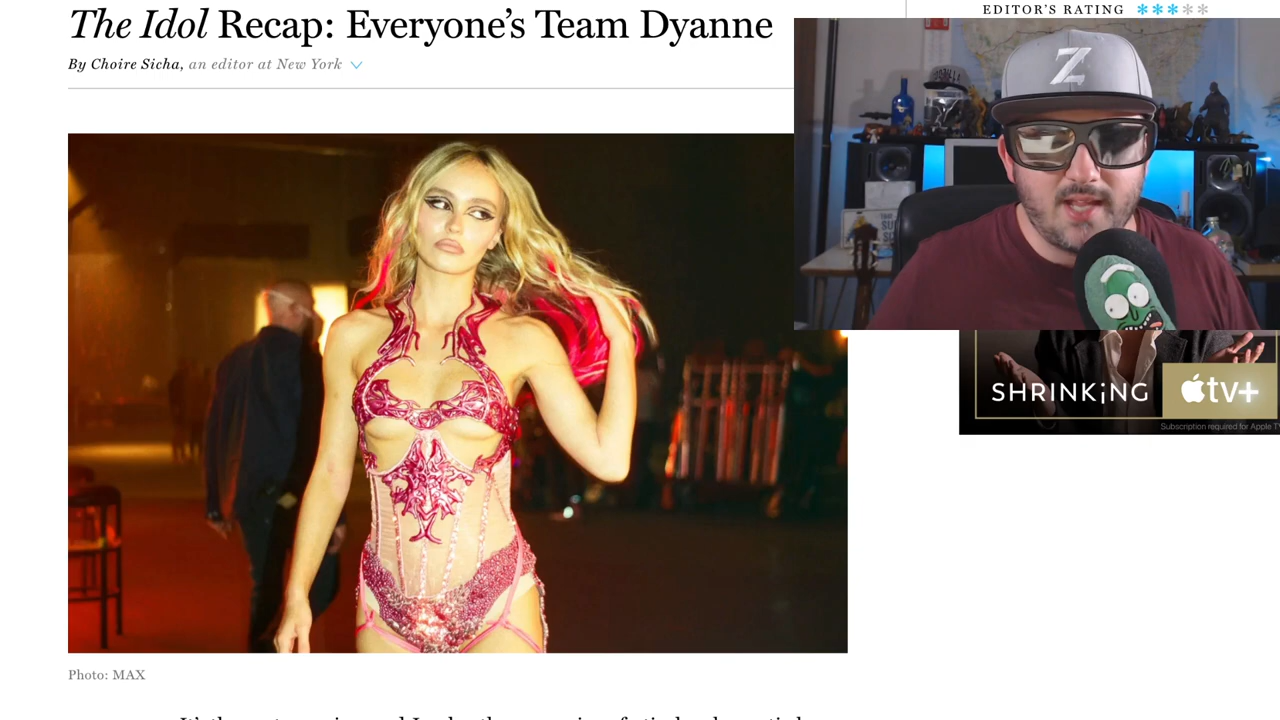 The Idol Recap: Everyone's Team Dyanne
By Choire Sicha, an editor at New York
EDITOR'S RATING
Z
SHRINKiNG
tv+
Subscription required for Apple
Photo: MAX